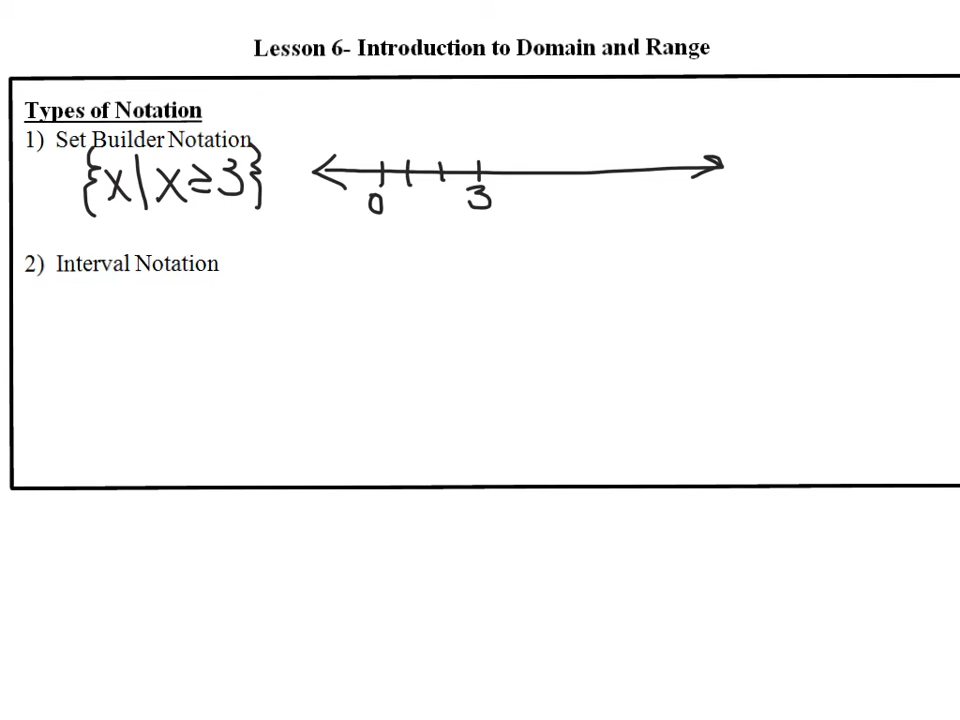 Lesson 6- Introduction to Domain and Range
Types of Notation
1) Set Builder Notation
{x|x≥3}
0 3
2) Interval Notation